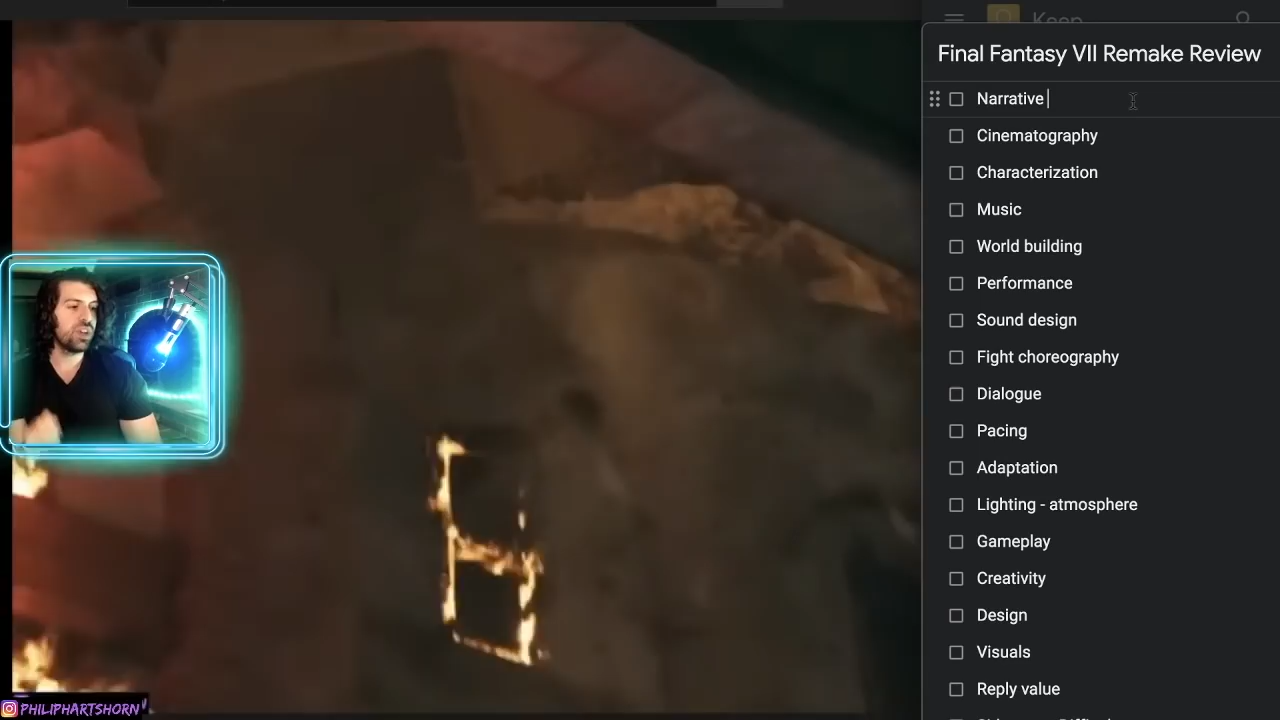 Keep
Final Fantasy VII Remake Review
Narrative
Cinematography
Characterization
Music
World building
Performance
Sound design
Fight choreography
Dialogue
Pacing
Adaptation
Lighting - atmosphere
Gameplay
Creativity
Design
Visuals
Reply value
PHILIPHARTSHORN